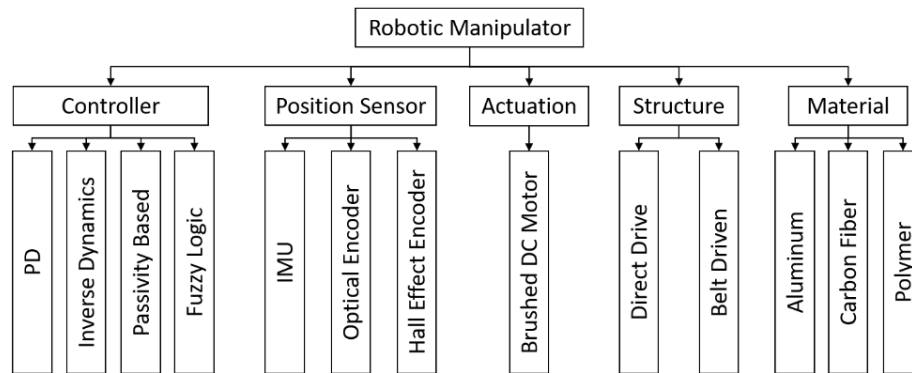 Robotic Manipulator
Controller
Position Sensor
Actuation
Structure
Material
PD
Inverse Dynamics
Passivity Based
Fuzzy Logic
IMU
Optical Encoder
Hall Effect Encoder
Brushed DC Motor
Direct Drive
Belt Driven
Aluminum
Carbon Fiber
Polymer